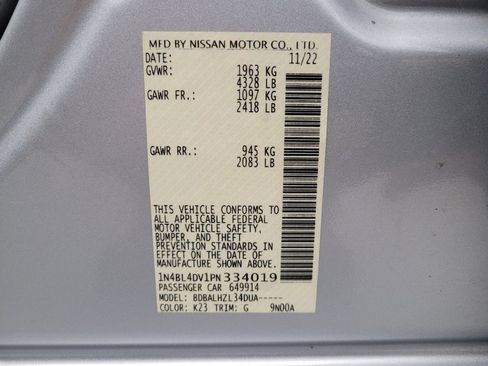 MFD BY NISSAN MOTOR CO., LTD.
DATE: 11/22
GVWR: 1963 KG
4328 LB
GAWR FR.: 1097 KG
2418 LB
GAWR RR.: 945 KG
2083 LB
THIS VEHICLE CONFORMS TO
ALL APPLICABLE FEDERAL
MOTOR VEHICLE SAFETY,
BUMPER, AND THEFT
PREVENTION STANDARDS IN
EFFECT ON THE DATE OF
MANUFACTURE SHOWN ABOVE.
1N4BL4DV1PN334019
PASSENGER CAR 649914
MODEL: BDBALHZL34DUA-----
COLOR: K23 TRIM: G 9N00A